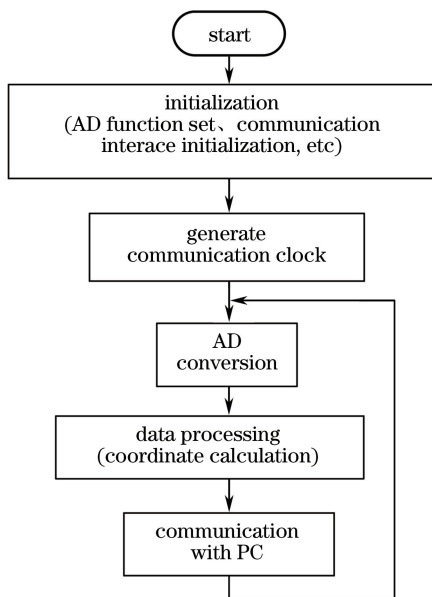 start
initialization
(AD function set、communication
interace initialization, etc)
generate
communication clock
AD
conversion
data processing
(coordinate calculation)
communication
with PC